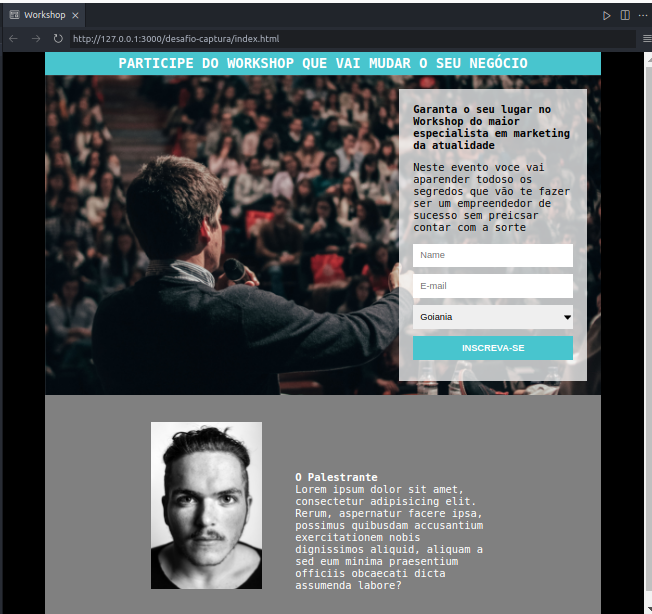 Workshop
http://127.0.0.1:3000/desafio-captura/index.html
PARTICIPE DO WORKSHOP QUE VAI MUDAR O SEU NEGÓCIO
Garanta o seu lugar no
Workshop do maior
especialista em marketing
da atualidade
Neste evento voce vai
aparender todoso os
segredos que vão te fazer
ser um empreendedor de
sucesso sem preicsar
contar com a sorte
Name
E-mail
Goiania
INSCREVA-SE
O Palestrante
Lorem ipsum dolor sit amet,
consectetur adipisicing elit.
Rerum, aspernatur facere ipsa,
possimus quibusdam accusantium
exercitationem nobis
dignissimos aliquid, aliquam a
sed eum minima praesentium
officiis obcaecati dicta
assumenda labore?